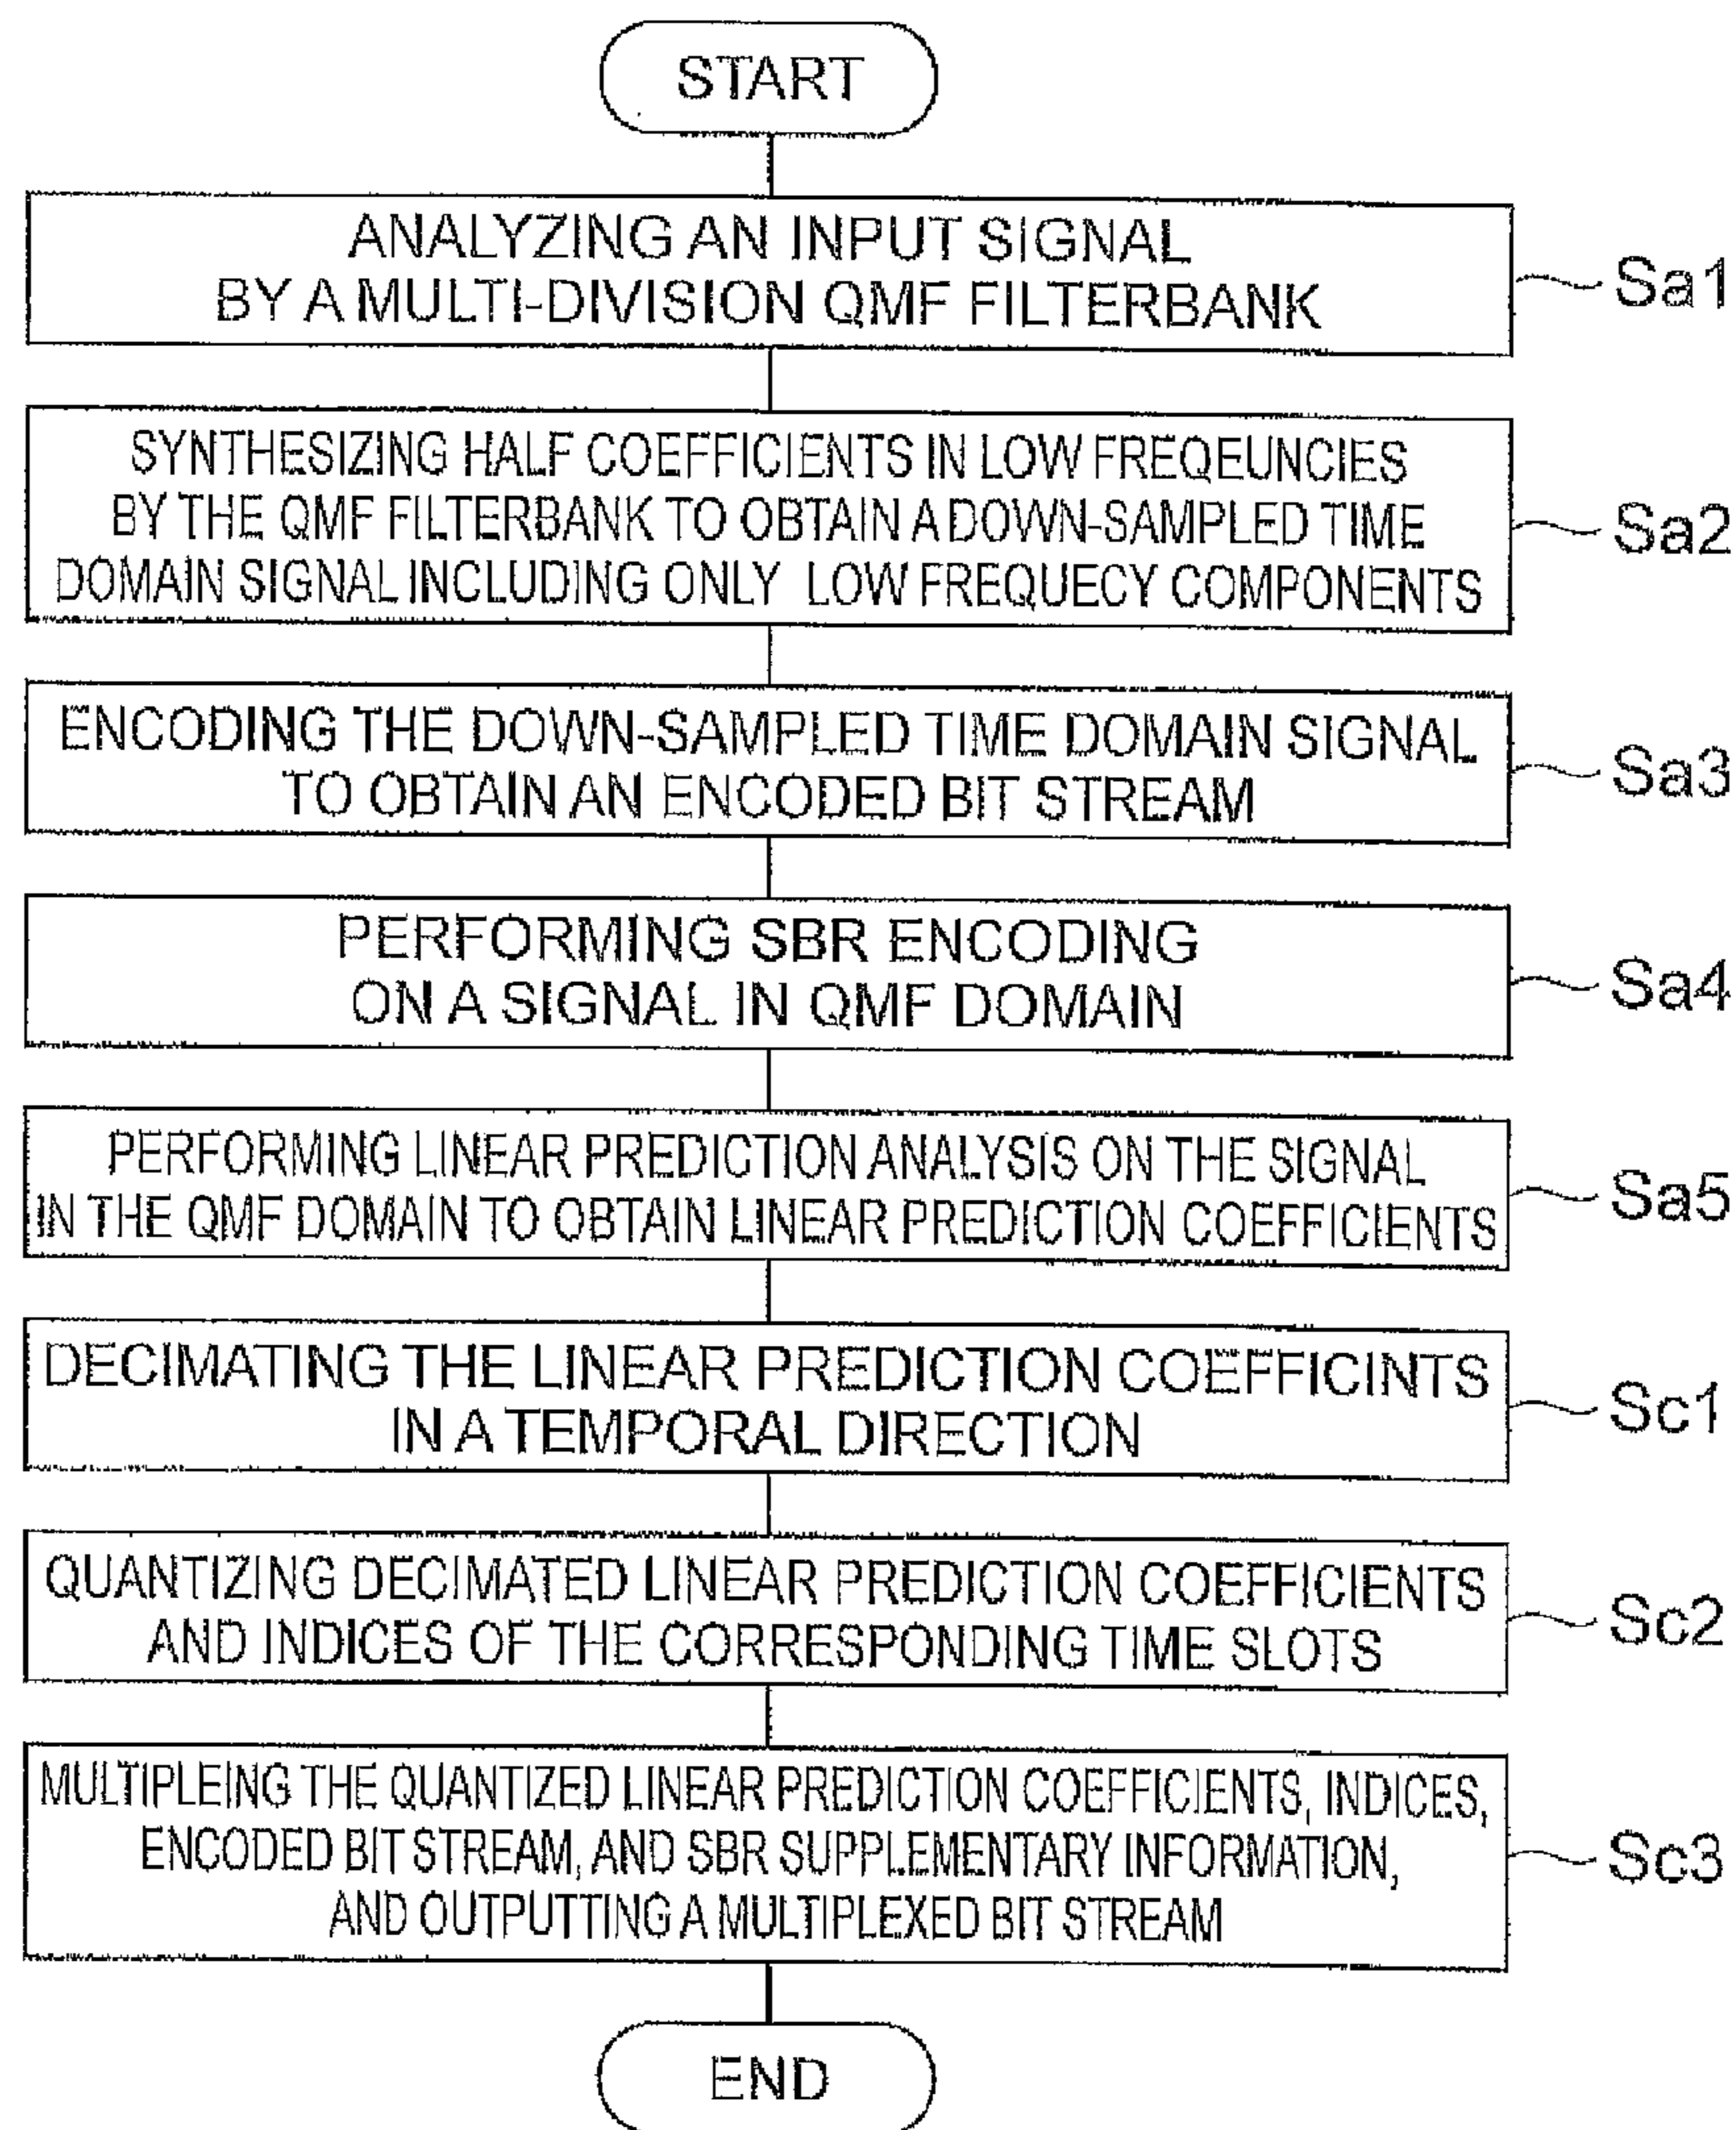 START
ANALYZING AN INPUT SIGNAL
BY A MULTI-DIVISION QMF FILTERBANK
Sa1
SYNTHESIZING HALF COEFFICIENTS IN LOW FREQEUNCIES
BY THE QMF FILTERBANK TO OBTAIN A DOWN-SAMPLED TIME
DOMAIN SIGNAL INCLUDING ONLY LOW FREQUECY COMPONENTS
Sa2
ENCODING THE DOWN-SAMPLED TIME DOMAIN SIGNAL
TO OBTAIN AN ENCODED BIT STREAM
Sa3
PERFORMING SBR ENCODING
ON A SIGNAL IN QMF DOMAIN
Sa4
PERFORMING LINEAR PREDICTION ANALYSIS ON THE SIGNAL
IN THE QMF DOMAIN TO OBTAIN LINEAR PREDICTION COEFFICIENTS
Sa5
DECIMATING THE LINEAR PREDICTION COEFFICINTS
IN A TEMPORAL DIRECTION
Sc1
QUANTIZING DECIMATED LINEAR PREDICTION COEFFICIENTS
AND INDICES OF THE CORRESPONDING TIME SLOTS
Sc2
MULTIPLEING THE QUANTIZED LINEAR PREDICTION COEFFICIENTS, INDICES,
ENCODED BIT STREAM, AND SBR SUPPLEMENTARY INFORMATION,
AND OUTPUTTING A MULTIPLEXED BIT STREAM
Sc3
END